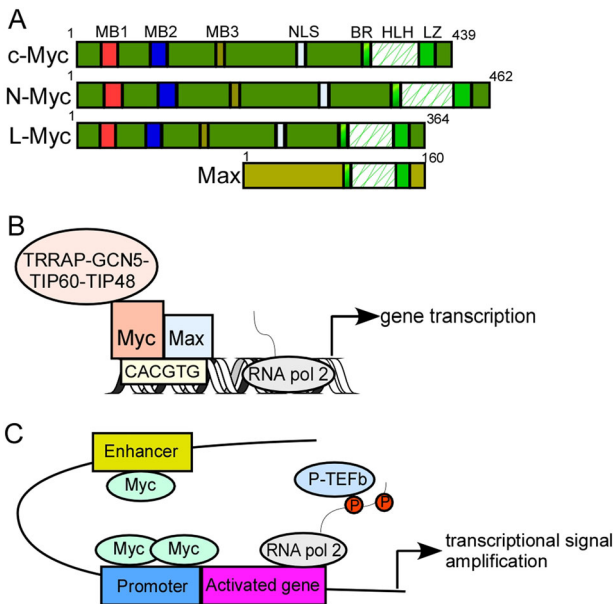 A
1 MB1 MB2 MB3 NLS BR HLH LZ 439
c-Myc
1 462
N-Myc
1 364
L-Myc
1 160
Max
B
TRRAP-GCN5-
TIP60-TIP48
Myc Max
gene transcription
CACGTG RNA pol 2
C
Enhancer
Myc
P-TEFb
P P
Myc Myc RNA pol 2
transcriptional signal
amplification
Promoter Activated gene